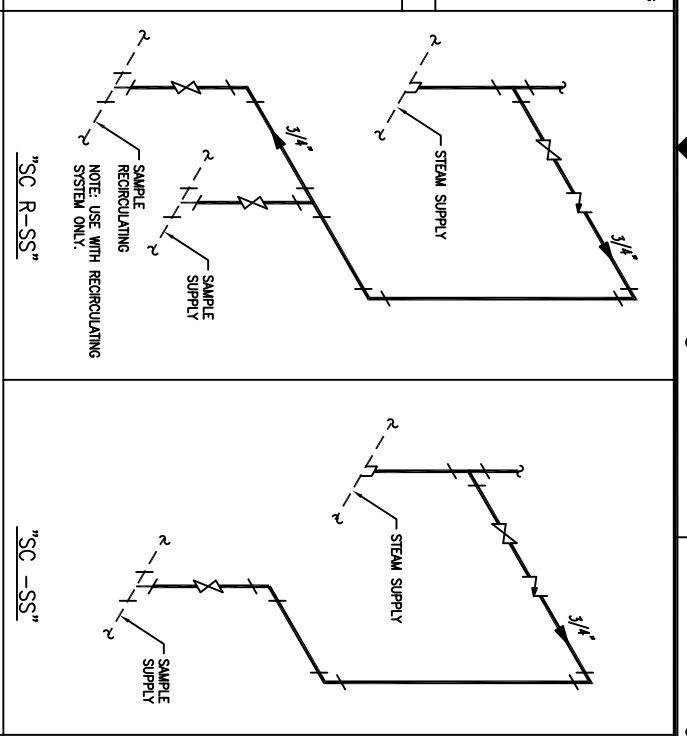 3/4"
STEAM SUPPLY
3/4"
SAMPLE
SUPPLY
SAMPLE
RECIRCULATING
NOTE: USE WITH RECIRCULATING
SYSTEM ONLY.
"SC R-SS"
3/4"
STEAM SUPPLY
SAMPLE
SUPPLY
"SC -SS"